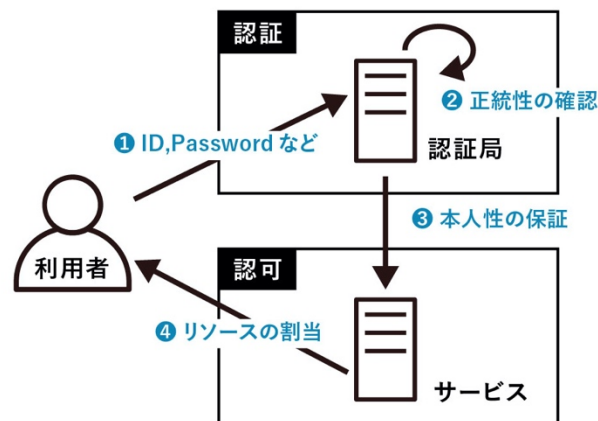 認証
❷ 正統性の確認
❶ ID,Password など
認証局
❸ 本人性の保証
利用者
認可
❹ リソースの割当
サービス